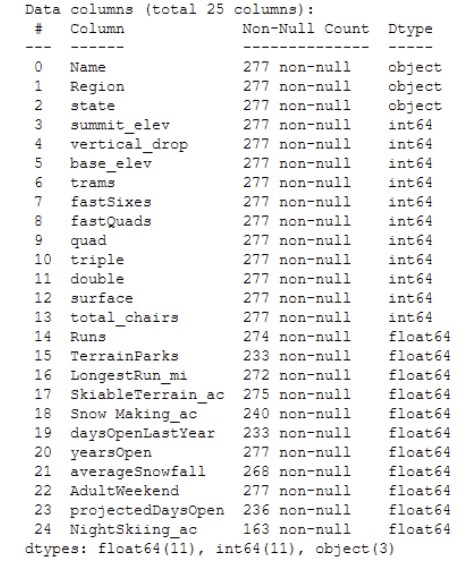 Data columns (total 25 columns):
 #   Column             Non-Null Count  Dtype
---  ------             --------------  -----
 0   Name               277 non-null    object
 1   Region             277 non-null    object
 2   state              277 non-null    object
 3   summit_elev        277 non-null    int64
 4   vertical_drop      277 non-null    int64
 5   base_elev          277 non-null    int64
 6   trams              277 non-null    int64
 7   fastSixes          277 non-null    int64
 8   fastQuads          277 non-null    int64
 9   quad               277 non-null    int64
 10  triple             277 non-null    int64
 11  double             277 non-null    int64
 12  surface            277 non-null    int64
 13  total_chairs       277 non-null    int64
 14  Runs               274 non-null    float64
 15  TerrainParks       233 non-null    float64
 16  LongestRun_mi      272 non-null    float64
 17  SkiableTerrain_ac  275 non-null    float64
 18  Snow Making_ac     240 non-null    float64
 19  daysOpenLastYear   233 non-null    float64
 20  yearsOpen          277 non-null    float64
 21  averageSnowfall    268 non-null    float64
 22  AdultWeekend       277 non-null    float64
 23  projectedDaysOpen  236 non-null    float64
 24  NightSkiing_ac     163 non-null    float64
dtypes: float64(11), int64(11), object(3)